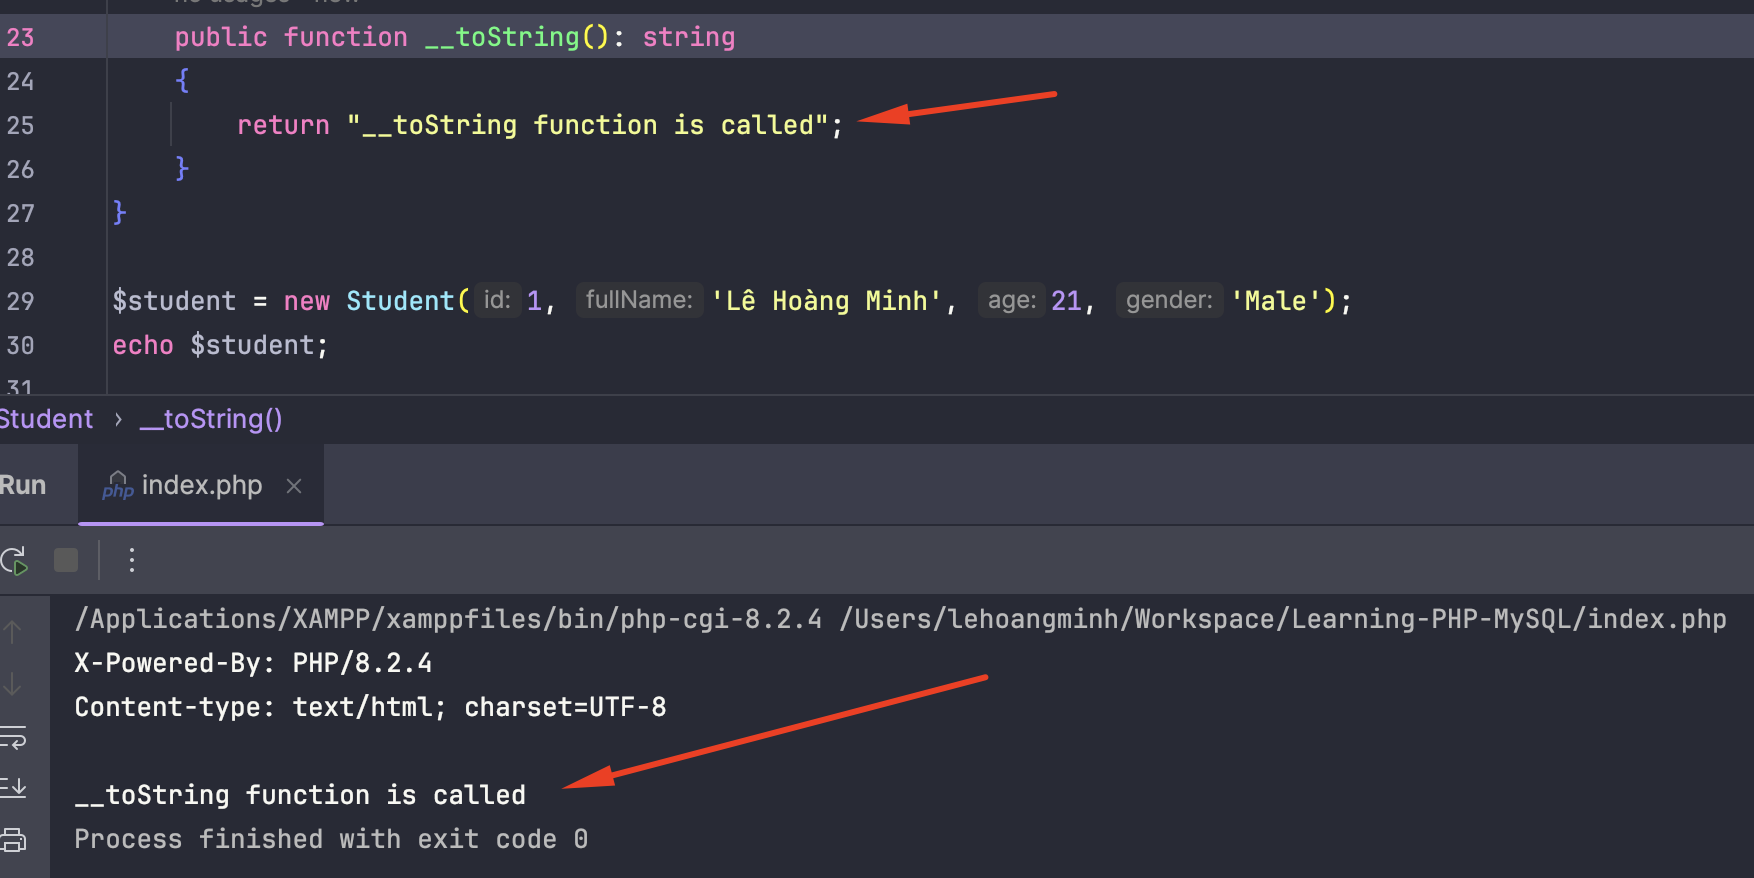 23 public function __toString(): string
24 {
25 return "__toString function is called";
26 }
27 }
28
29 $student = new Student( id: 1, fullName: 'Lê Hoàng Minh', age: 21, gender: 'Male');
30 echo $student;
31
Student › __toString()
Run php index.php ×
/Applications/XAMPP/xamppfiles/bin/php-cgi-8.2.4 /Users/lehoangminh/Workspace/Learning-PHP-MySQL/index.php
X-Powered-By: PHP/8.2.4
Content-type: text/html; charset=UTF-8
__toString function is called
Process finished with exit code 0